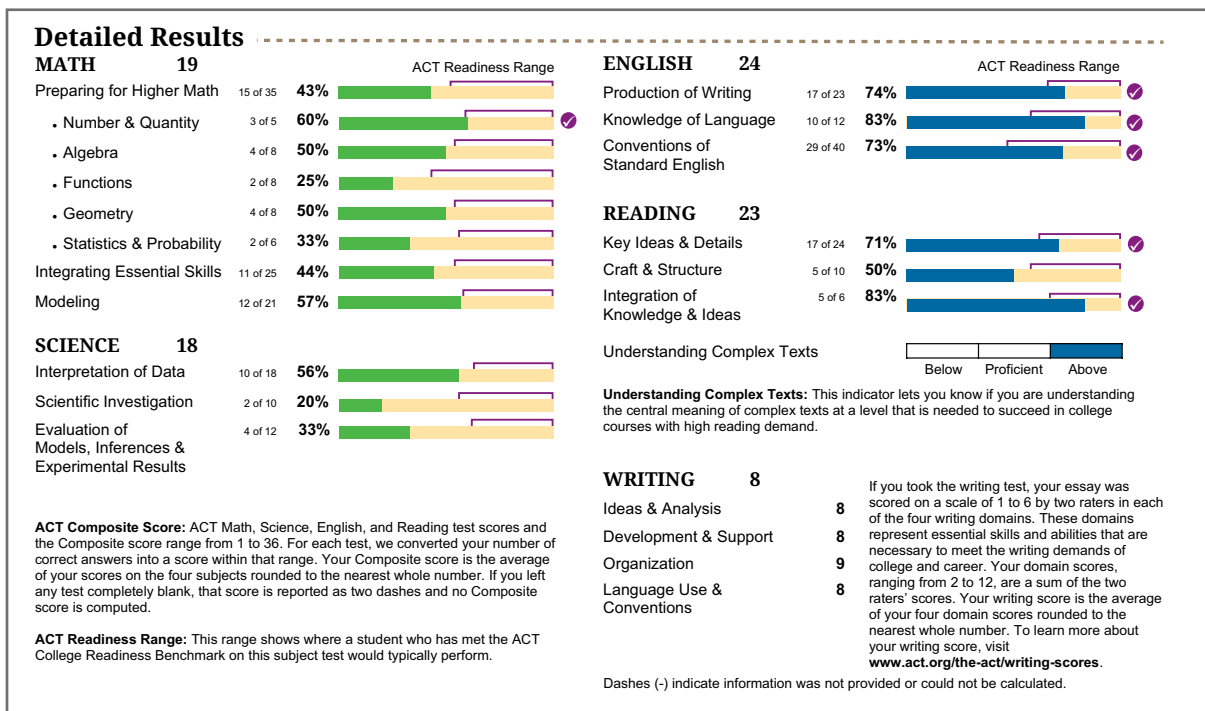 Detailed Results
MATH 19
ACT Readiness Range
Preparing for Higher Math 15 of 35 43%
• Number & Quantity 3 of 5 60%
• Algebra 4 of 8 50%
• Functions 2 of 8 25%
• Geometry 4 of 8 50%
• Statistics & Probability 2 of 6 33%
Integrating Essential Skills 11 of 25 44%
Modeling 12 of 21 57%
SCIENCE 18
Interpretation of Data 10 of 18 56%
Scientific Investigation 2 of 10 20%
Evaluation of 4 of 12 33%
Models, Inferences &
Experimental Results
ACT Composite Score: ACT Math, Science, English, and Reading test scores and
the Composite score range from 1 to 36. For each test, we converted your number of
correct answers into a score within that range. Your Composite score is the average
of your scores on the four subjects rounded to the nearest whole number. If you left
any test completely blank, that score is reported as two dashes and no Composite
score is computed.
ACT Readiness Range: This range shows where a student who has met the ACT
College Readiness Benchmark on this subject test would typically perform.
ENGLISH 24
ACT Readiness Range
Production of Writing 17 of 23 74%
Knowledge of Language 10 of 12 83%
Conventions of 29 of 40 73%
Standard English
READING 23
Key Ideas & Details 17 of 24 71%
Craft & Structure 5 of 10 50%
Integration of 5 of 6 83%
Knowledge & Ideas
Understanding Complex Texts
Below Proficient Above
Understanding Complex Texts: This indicator lets you know if you are understanding
the central meaning of complex texts at a level that is needed to succeed in college
courses with high reading demand.
WRITING 8
Ideas & Analysis 8
Development & Support 8
Organization 9
Language Use & 8
Conventions
If you took the writing test, your essay was
scored on a scale of 1 to 6 by two raters in each
of the four writing domains. These domains
represent essential skills and abilities that are
necessary to meet the writing demands of
college and career. Your domain scores,
ranging from 2 to 12, are a sum of the two
raters' scores. Your writing score is the average
of your four domain scores rounded to the
nearest whole number. To learn more about
your writing score, visit
www.act.org/the-act/writing-scores.
Dashes (-) indicate information was not provided or could not be calculated.